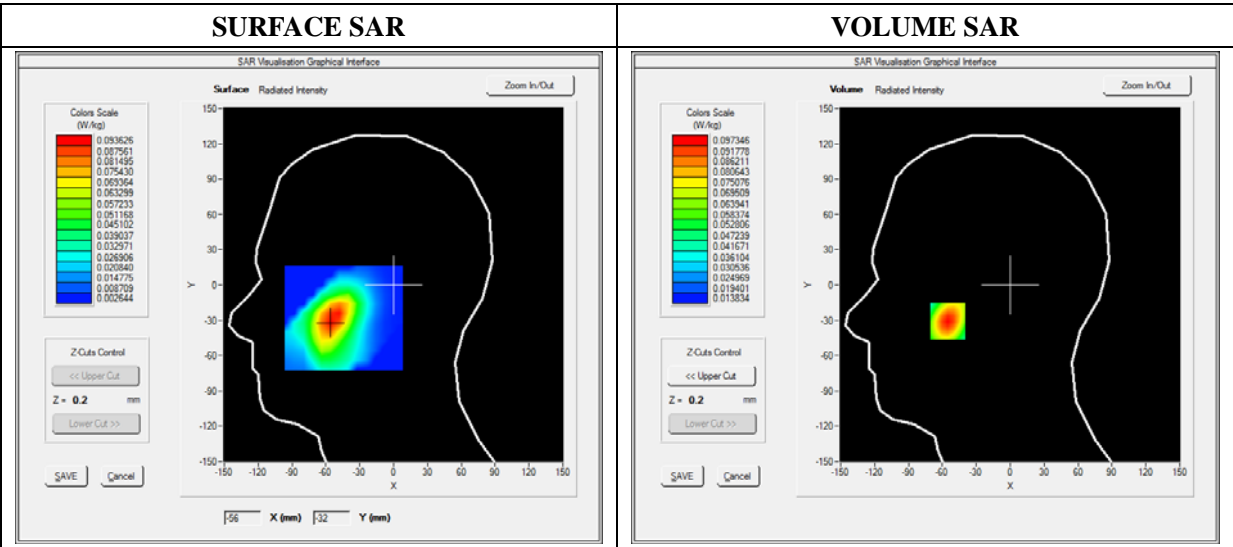 SURFACE SAR
SAR Visualisation Graphical Interface
Surface Radiated Intensity
Zoom In/Out
Colors Scale
(W/kg)
0.093626
0.087561
0.081495
0.075430
0.069364
0.063299
0.057233
0.051168
0.045102
0.039037
0.032971
0.026906
0.020840
0.014775
0.008709
0.002644
150
120
90
60
30
0
-30
-60
-90
-120
-150
Y
-150 -120 -90 -60 -30 0 30 60 90 120 150
X
Z-Cuts Control
<< Upper Cut
Z = 0.2 mm
Lower Cut >>
SAVE Cancel
-56 X (mm) -32 Y (mm)
VOLUME SAR
SAR Visualisation Graphical Interface
Volume Radiated Intensity
Zoom In/Out
Colors Scale
(W/kg)
0.097346
0.091778
0.086211
0.080643
0.075076
0.069509
0.063941
0.058374
0.052806
0.047239
0.041671
0.036104
0.030536
0.024969
0.019401
0.013834
150
120
90
60
30
0
-30
-60
-90
-120
-150
Y
-150 -120 -90 -60 -30 0 30 60 90 120 150
X
Z-Cuts Control
<< Upper Cut
Z = 0.2 mm
Lower Cut >>
SAVE Cancel